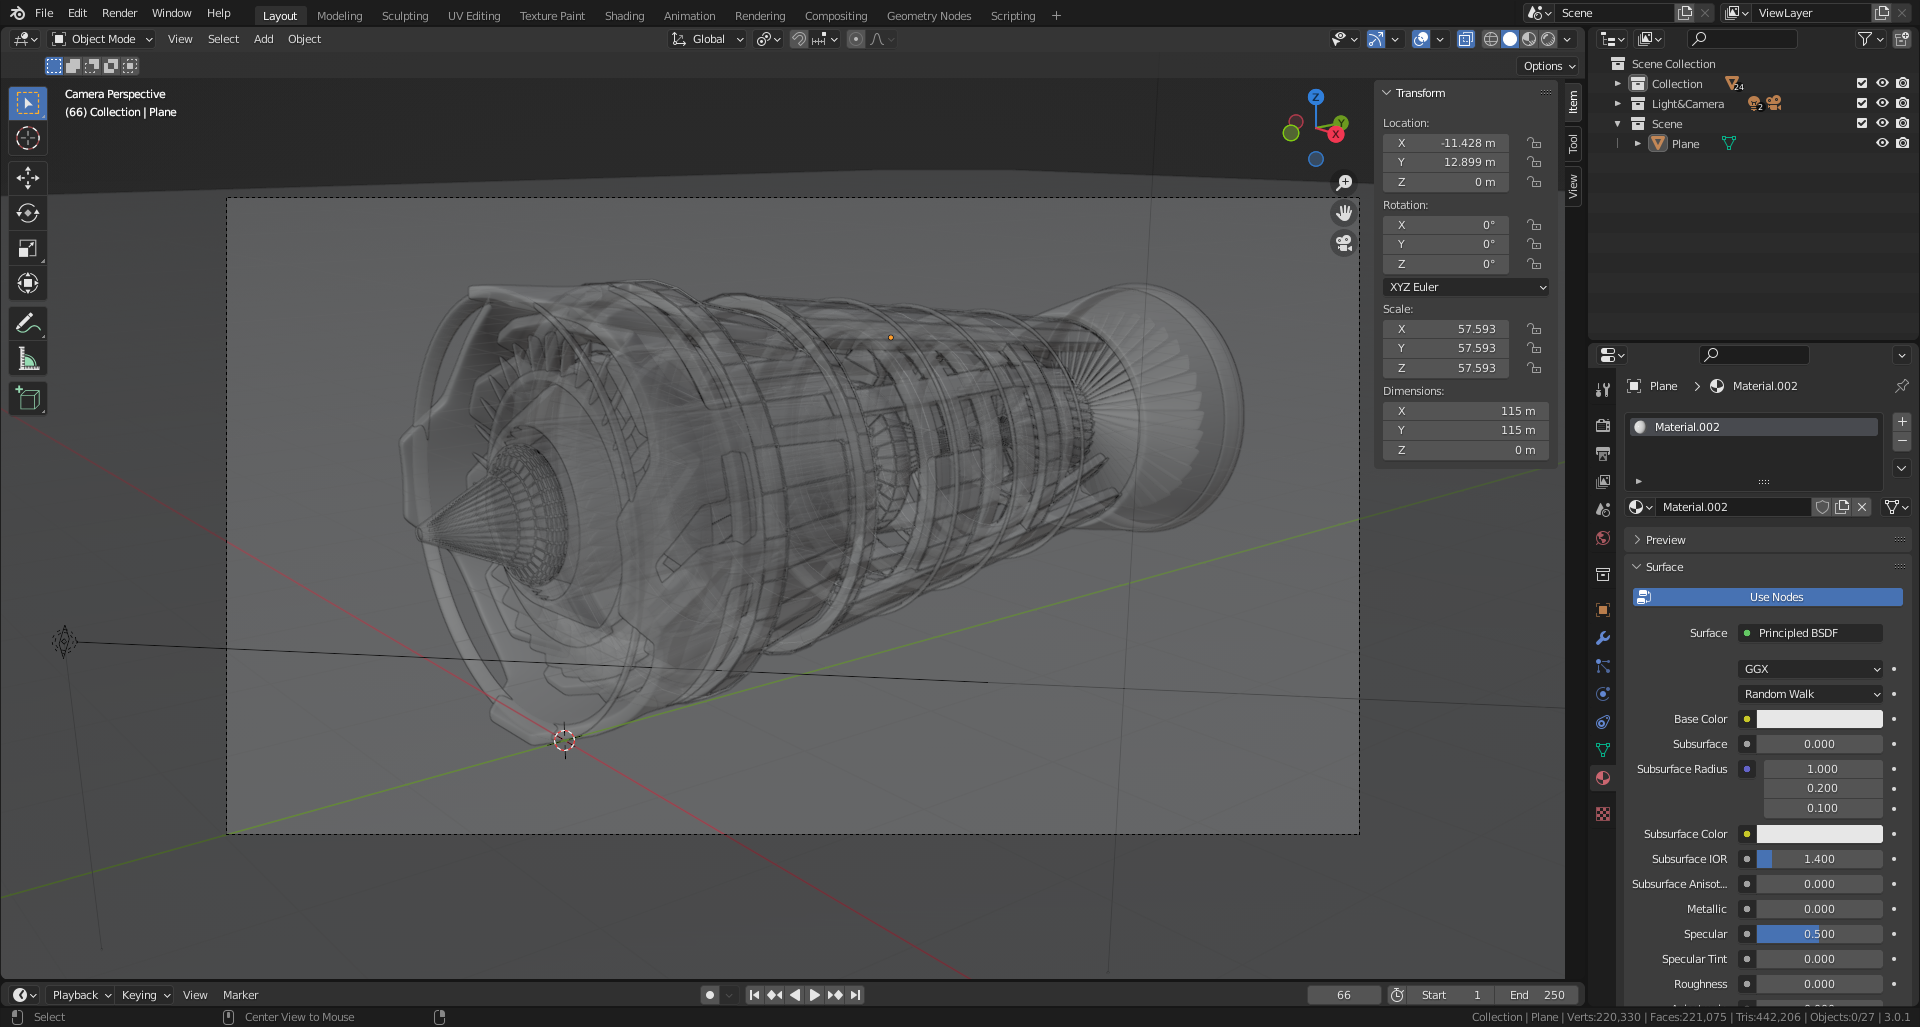 File Edit Render Window Help
Layout Modeling Sculpting UV Editing Texture Paint Shading Animation Rendering Compositing Geometry Nodes Scripting +
Scene
ViewLayer
Object Mode View Select Add Object
Global
Options
Camera Perspective
(66) Collection | Plane
Z
Y
X
Transform
Location:
X -11.428 m
Y 12.899 m
Z 0 m
Rotation:
X 0°
Y 0°
Z 0°
XYZ Euler
Scale:
X 57.593
Y 57.593
Z 57.593
Dimensions:
X 115 m
Y 115 m
Z 0 m
Item
Tool
View
Scene Collection
Collection 24
Light&Camera 2
Scene
Plane
Plane > Material.002
Material.002
Material.002
Preview
Surface
Use Nodes
Surface Principled BSDF
GGX
Random Walk
Base Color
Subsurface 0.000
Subsurface Radius 1.000
0.200
0.100
Subsurface Color
Subsurface IOR 1.400
Subsurface Anisot... 0.000
Metallic 0.000
Specular 0.500
Specular Tint 0.000
Roughness 0.000
Playback Keying View Marker
66
Start 1
End 250
Select
Center View to Mouse
Collection | Plane | Verts:220,330 | Faces:221,075 | Tris:442,206 | Objects:0/27 | 3.0.1